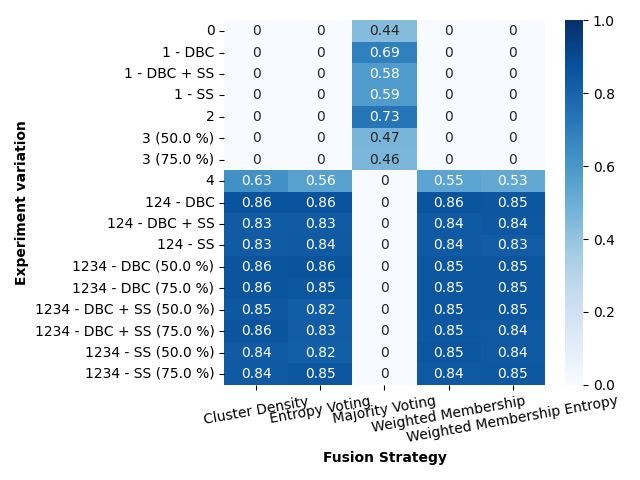 0 0 0 0.44 0 0 1.0
1 - DBC 0 0 0.69 0 0
1 - DBC + SS 0 0 0.58 0 0
1 - SS 0 0 0.59 0 0 0.8
2 0 0 0.73 0 0
3 (50.0 %) 0 0 0.47 0 0
3 (75.0 %) 0 0 0.46 0 0 0.6
4 0.63 0.56 0 0.55 0.53
124 - DBC 0.86 0.86 0 0.86 0.85
124 - DBC + SS 0.83 0.83 0 0.84 0.84 0.4
124 - SS 0.83 0.84 0 0.84 0.83
1234 - DBC (50.0 %) 0.86 0.86 0 0.85 0.85
1234 - DBC (75.0 %) 0.86 0.85 0 0.85 0.85
1234 - DBC + SS (50.0 %) 0.85 0.82 0 0.85 0.85 0.2
1234 - DBC + SS (75.0 %) 0.86 0.83 0 0.85 0.84
1234 - SS (50.0 %) 0.84 0.82 0 0.85 0.84
1234 - SS (75.0 %) 0.84 0.85 0 0.84 0.85 0.0
Experiment variation
Cluster Density
Entropy Voting
Majority Voting
Weighted Membership
Weighted Membership Entropy
Fusion Strategy